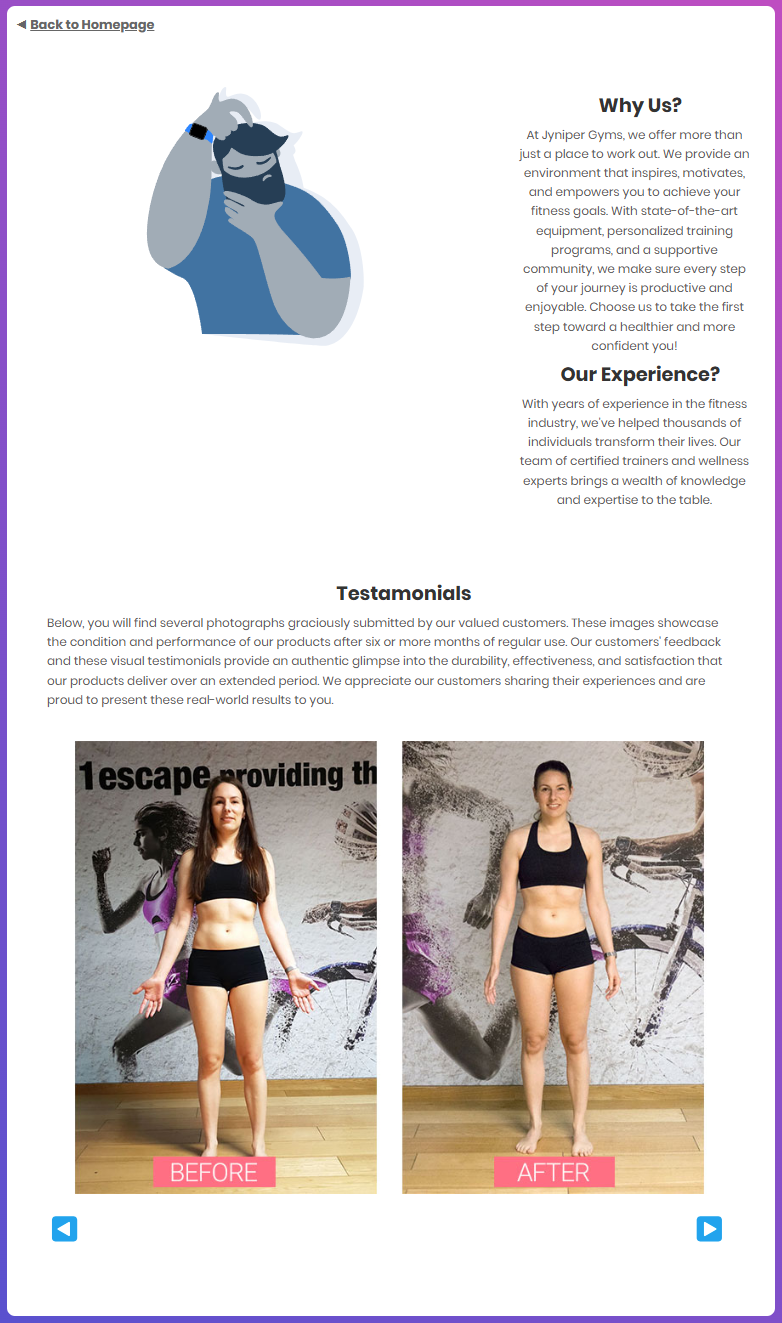 ◄ Back to Homepage
Why Us?
At Jyniper Gyms, we offer more than
just a place to work out. We provide an
environment that inspires, motivates,
and empowers you to achieve your
fitness goals. With state-of-the-art
equipment, personalized training
programs, and a supportive
community, we make sure every step
of your journey is productive and
enjoyable. Choose us to take the first
step toward a healthier and more
confident you!
Our Experience?
With years of experience in the fitness
industry, we've helped thousands of
individuals transform their lives. Our
team of certified trainers and wellness
experts brings a wealth of knowledge
and expertise to the table.
Testamonials
Below, you will find several photographs graciously submitted by our valued customers. These images showcase
the condition and performance of our products after six or more months of regular use. Our customers' feedback
and these visual testimonials provide an authentic glimpse into the durability, effectiveness, and satisfaction that
our products deliver over an extended period. We appreciate our customers sharing their experiences and are
proud to present these real-world results to you.
1escape providing th
BEFORE
AFTER